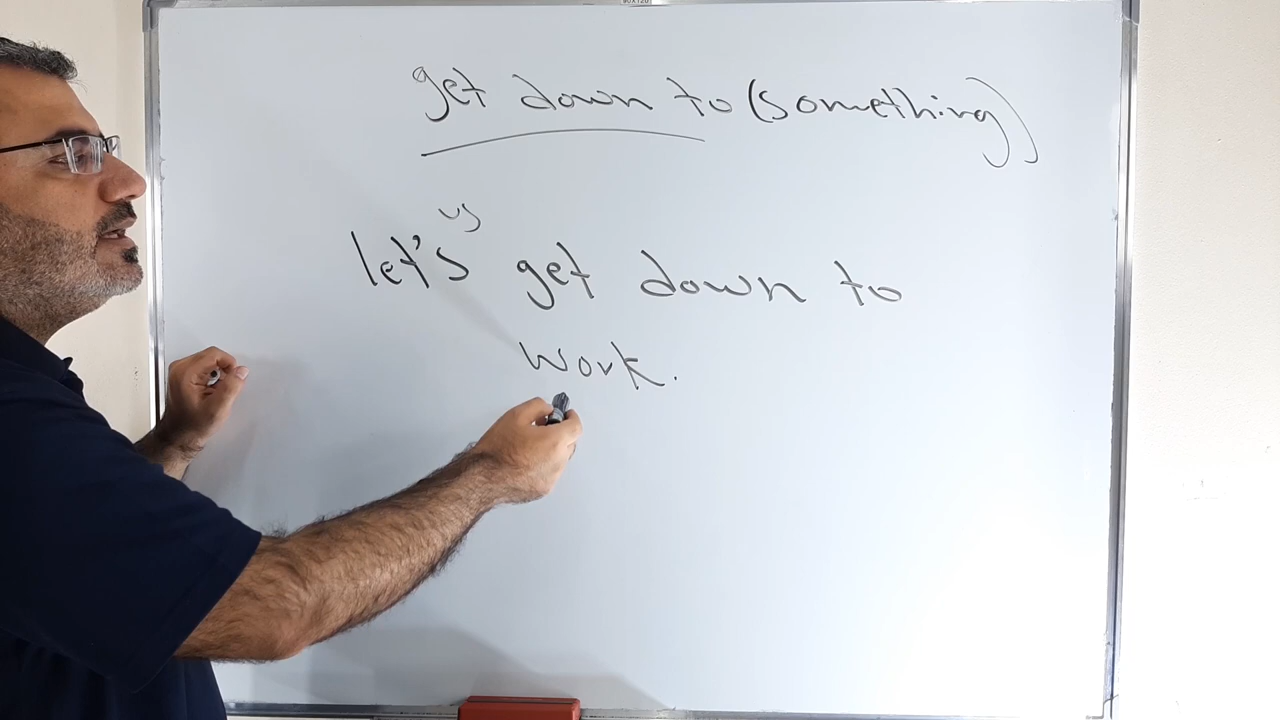 get down to (something)
us
let's get down to
work.